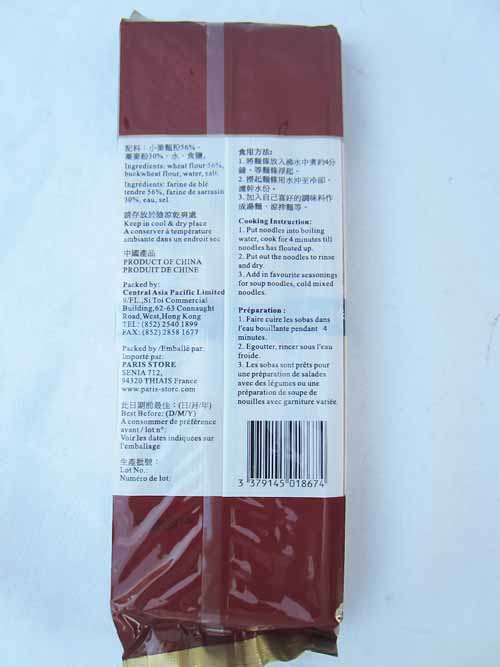 配料：小麥麵粉56%、
蕎麥粉30%、水、食鹽。
Ingredients: wheat flour 56%,
buckwheat flour, water, salt.
Ingrédients: farine de blé
tendre 56%, farine de sarrasin
30%, eau, sel.
請存放於陰涼乾爽處
Keep in cool & dry place
A conserver à température
ambiante dans un endroit sec
中國產品
PRODUCT OF CHINA
PRODUIT DE CHINE
Packed by:
Central Asia Pacific Limited
9/FL.,Si Toi Commercial
Building,62-63 Connaught
Road,West,Hong Kong
TEL: (852) 2540 1899
FAX: (852) 2858 1677
Packed by /Emballé par:
Importé par:
PARIS STORE
SENIA 712,
94320 THIAIS France
www.paris-store.com
此日期前最佳：(日/月/年)
Best Before: (D/M/Y)
A consommer de préférence
avant / lot n°:
Voir les dates indiquées sur
l'emballage
生產批號：
Lot No.:
Numéro de lot:
食用方法:
1. 將麵條放入沸水中煮約4分
鐘，等麵條浮起。
2. 撈起麵條用水沖至冷卻，
瀝幹水份。
3. 加入自己喜好的調味料作
成湯麵、涼拌麵等。
Cooking Instruction:
1. Put noodles into boiling
water, cook for 4 minutes till
noodles has floated up.
2. Put out the noodles to rinse
and dry.
3. Add in favourite seasonings
for soup noodles, cold mixed
noodles.
Préparation :
1. Faire cuire les sobas dans
l'eau bouillante pendant 4
minutes.
2. Egoutter, rincer sous l'eau
froide.
3. Les sobas sont prêts pour
une préparation de salades
avec des légumes ou une
préparation de soupe de
nouilles avec garniture variée.
3 379145 018674